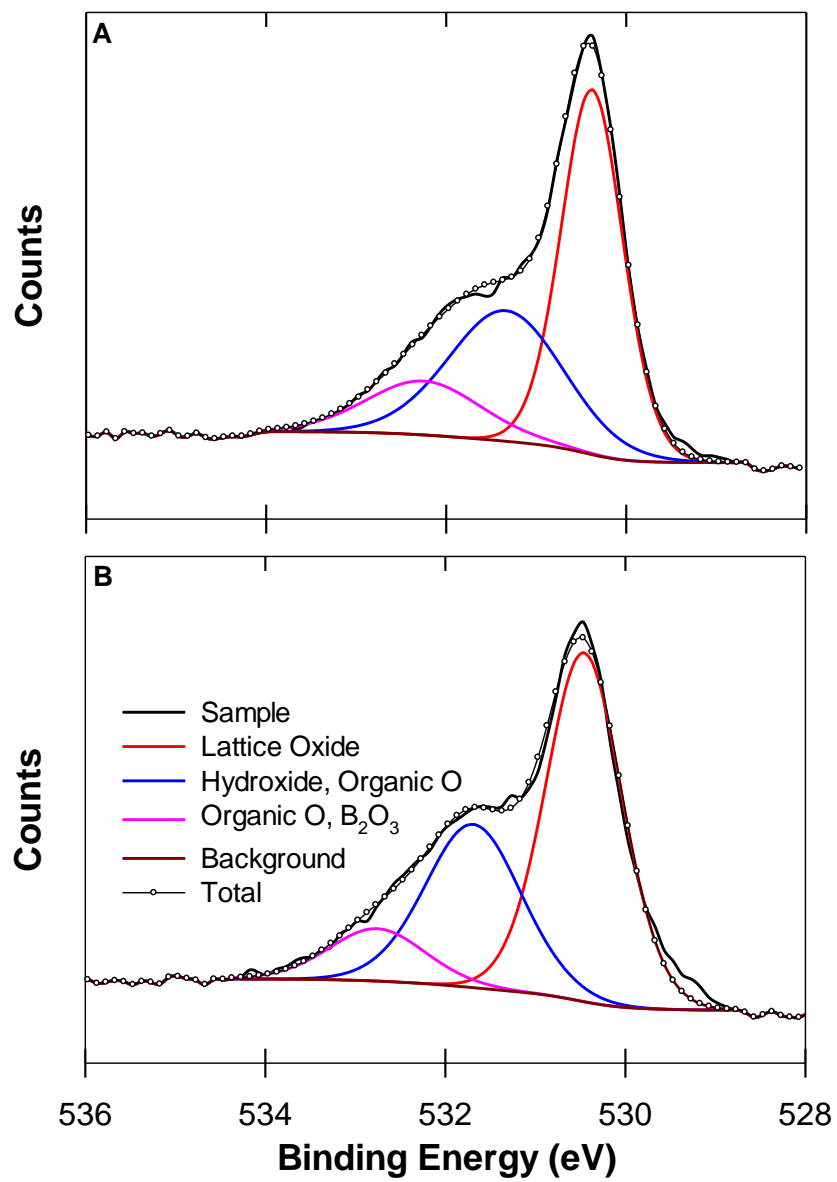 A
Counts
B
Sample
Lattice Oxide
Hydroxide, Organic O
Organic O, B₂O₃
Background
Total
Counts
536 534 532 530 528
Binding Energy (eV)